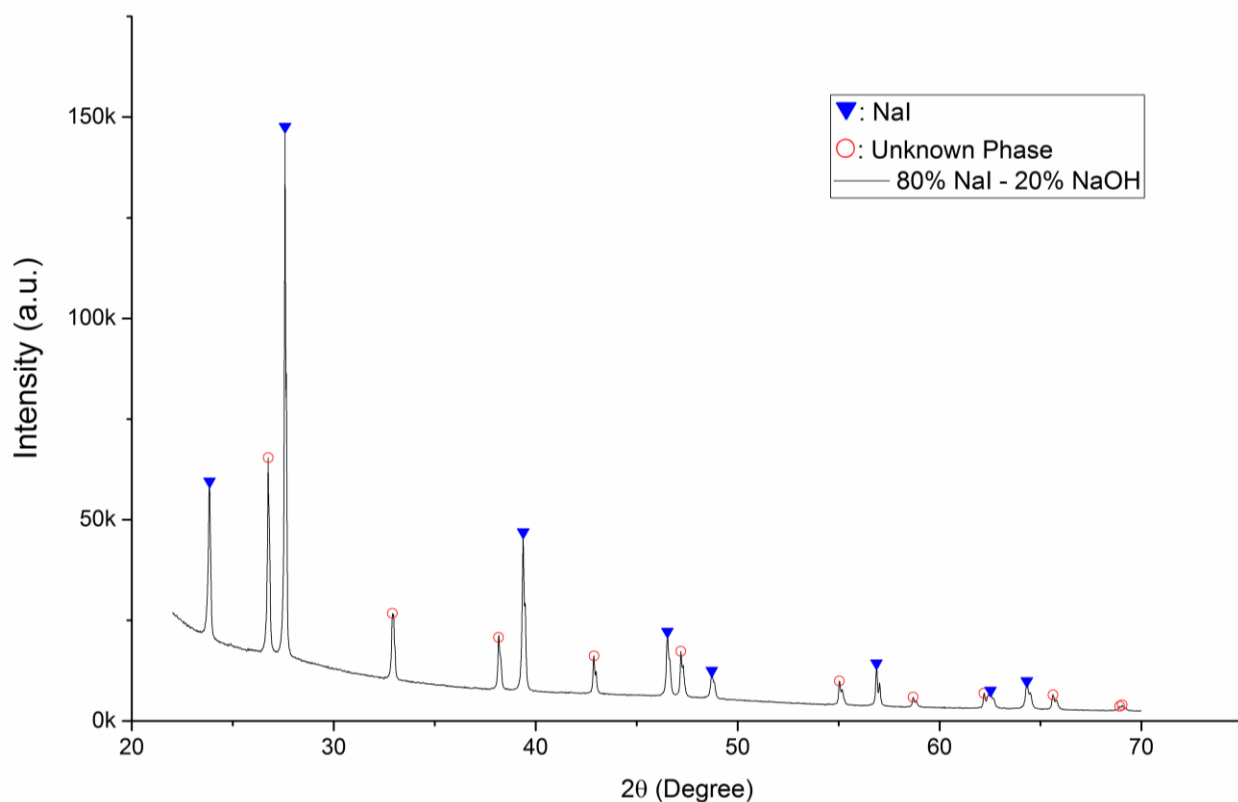 150k
100k
50k
0k
Intensity (a.u.)
: NaI
: Unknown Phase
80% NaI - 20% NaOH
20 30 40 50 60 70
2θ (Degree)